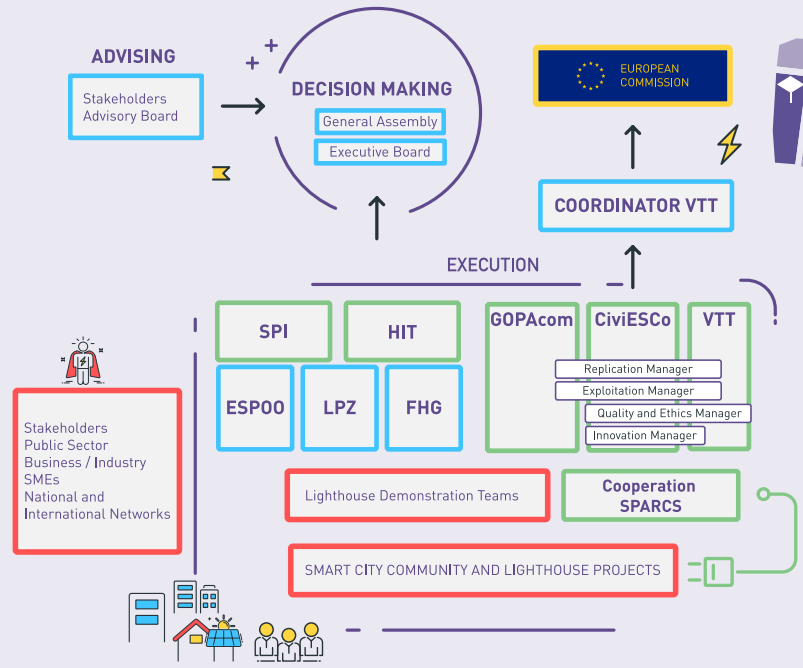 ADVISING
Stakeholders
Advisory Board
DECISION MAKING
General Assembly
Executive Board
EUROPEAN
COMMISSION
COORDINATOR VTT
EXECUTION
SPI
HIT
GOPAcom
CiviESCo
VTT
ESPOO
LPZ
FHG
Replication Manager
Exploitation Manager
Quality and Ethics Manager
Innovation Manager
Stakeholders
Public Sector
Business / Industry
SMEs
National and
International Networks
Lighthouse Demonstration Teams
Cooperation
SPARCS
SMART CITY COMMUNITY AND LIGHTHOUSE PROJECTS